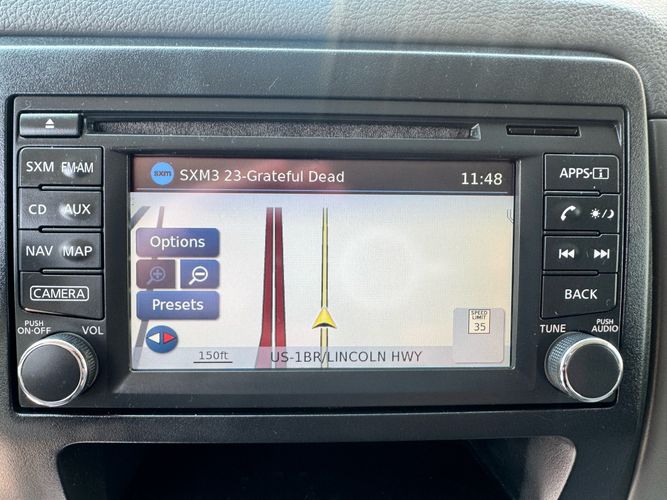 SXM FM·AM
CD AUX
NAV MAP
CAMERA
PUSH
ON·OFF
VOL
sxm SXM3 23-Grateful Dead 11:48
Options
Presets
150ft
US-1BR/LINCOLN HWY
SPEED
LIMIT
35
APPS·i
BACK
TUNE
PUSH
AUDIO